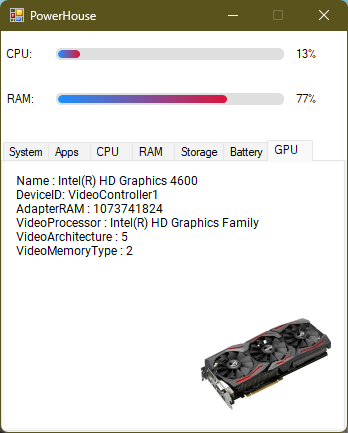 PowerHouse
CPU: 13%
RAM: 77%
System Apps CPU RAM Storage Battery GPU
Name : Intel(R) HD Graphics 4600
DeviceID: VideoController1
AdapterRAM : 1073741824
VideoProcessor : Intel(R) HD Graphics Family
VideoArchitecture : 5
VideoMemoryType : 2